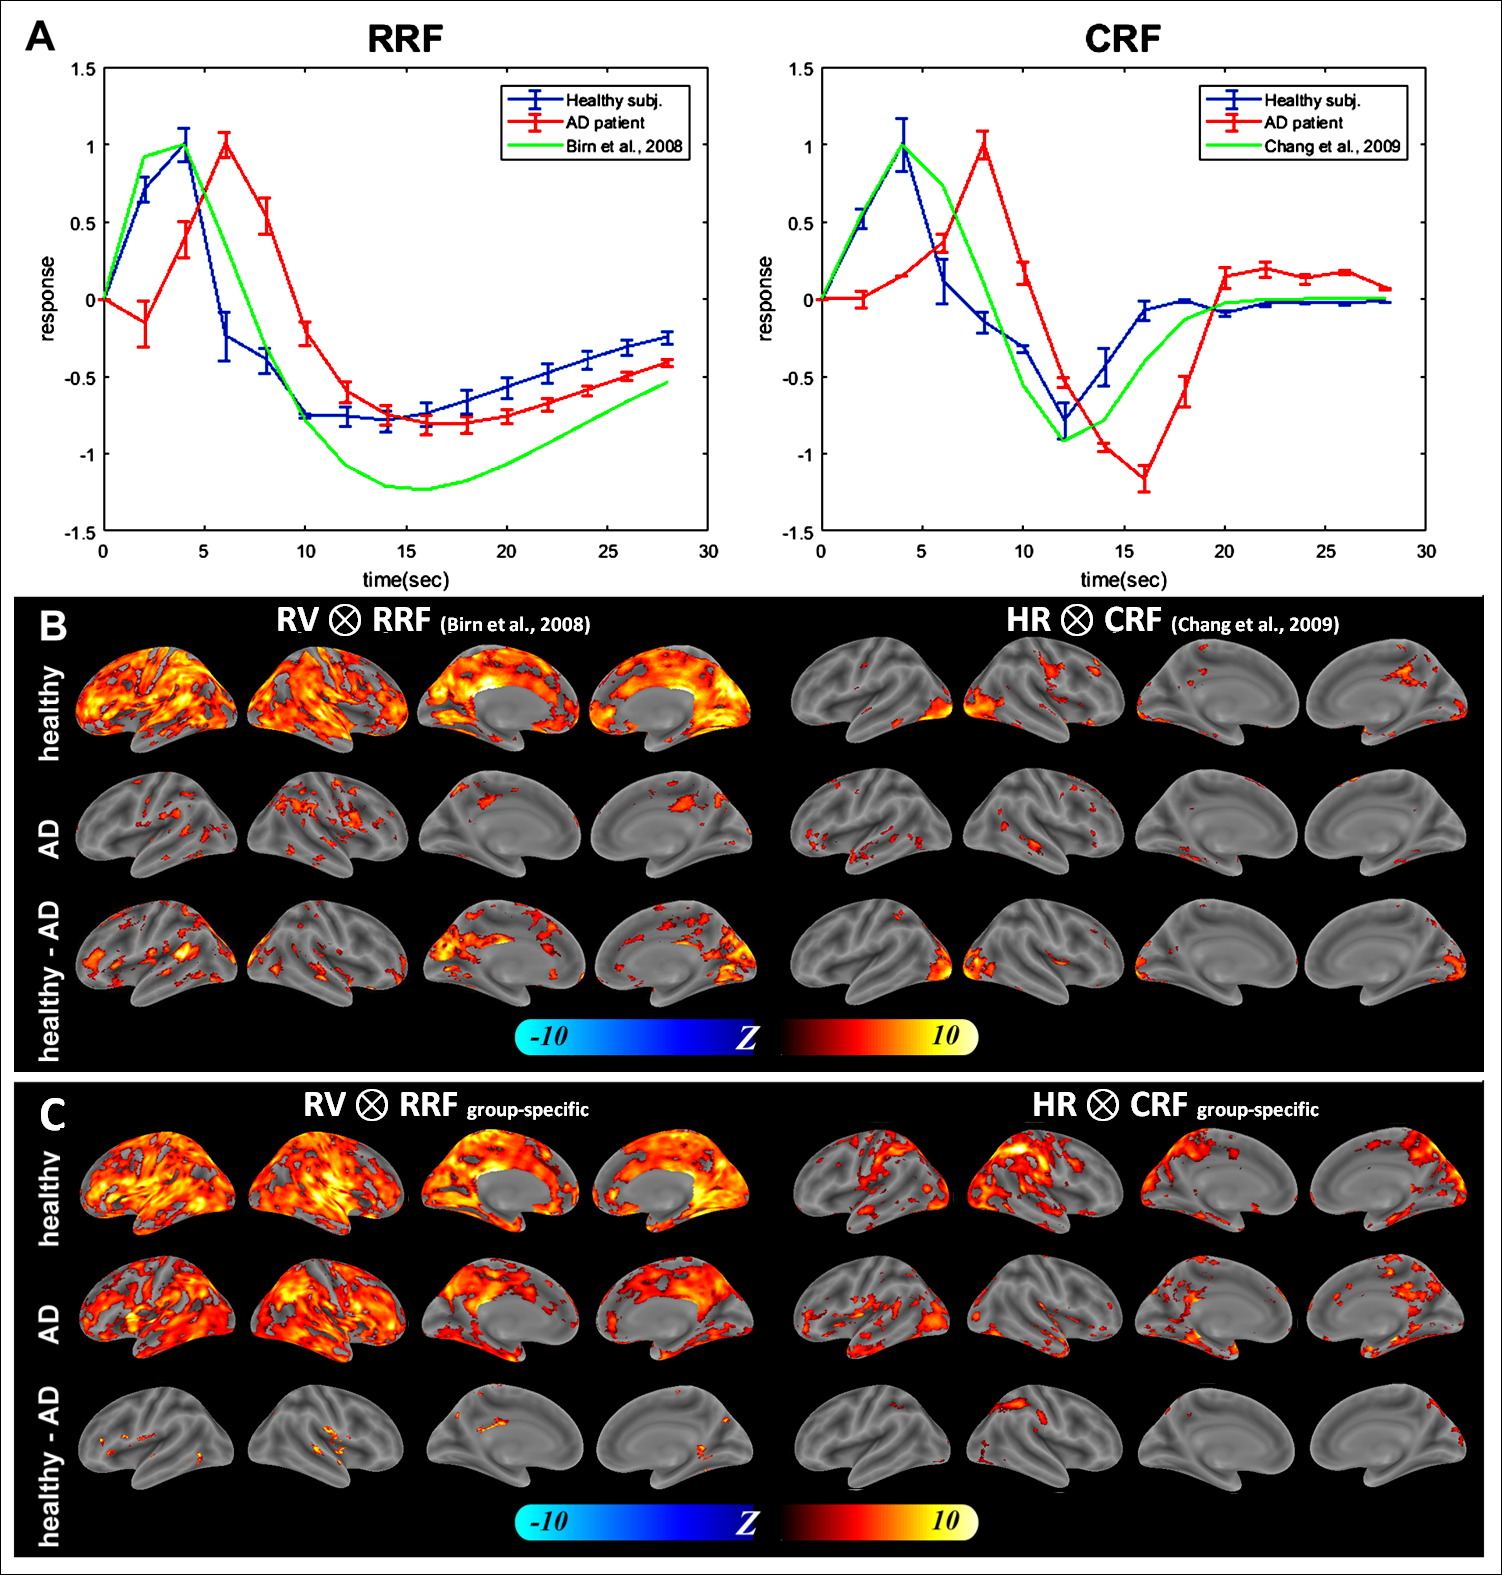 A
RRF
CRF
1.5
1
0.5
0
-0.5
-1
-1.5
response
0
5
10
15
20
25
30
time(sec)
Healthy subj.
AD patient
Birn et al., 2008
1.5
1
0.5
0
-0.5
-1
-1.5
response
0
5
10
15
20
25
30
time(sec)
Healthy subj.
AD patient
Chang et al., 2009
B
RV ⊗ RRF (Birn et al., 2008)
HR ⊗ CRF (Chang et al., 2009)
healthy
AD
healthy - AD
-10 Z 10
C
RV ⊗ RRF group-specific
HR ⊗ CRF group-specific
healthy
AD
healthy - AD
-10 Z 10